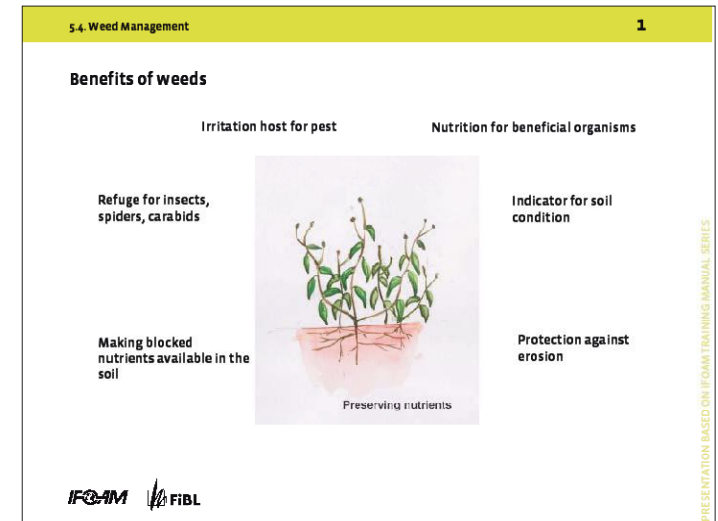 5.4. Weed Management
1
Benefits of weeds
Irritation host for pest
Nutrition for beneficial organisms
Refuge for insects,
spiders, carabids
Indicator for soil
condition
Making blocked
nutrients available in the
soil
Protection against
erosion
Preserving nutrients
PRESENTATION BASED ON IFOAM TRAINING MANUAL SERIES
IFOAM
FiBL